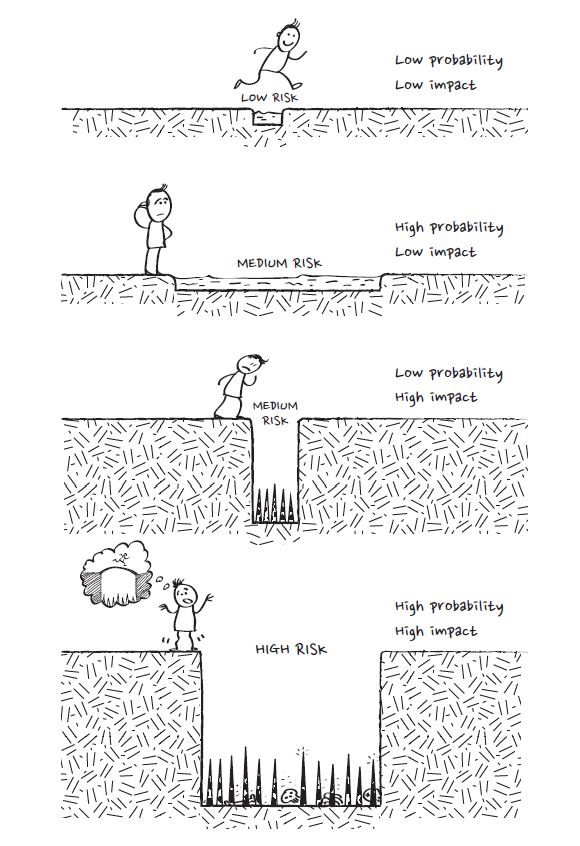 Low probability
Low impact
LOW RISK
High probability
Low impact
MEDIUM RISK
Low probability
High impact
MEDIUM
RISK
High probability
High impact
HIGH RISK